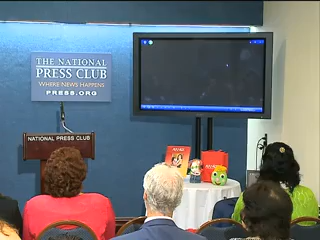 THE NATIONAL
PRESS CLUB
WHERE NEWS HAPPENS
PRESS.ORG
NATIONAL PRESS CLUB